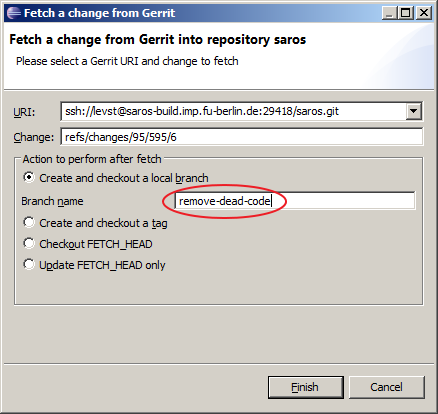 Fetch a change from Gerrit
Fetch a change from Gerrit into repository saros
Please select a Gerrit URI and change to fetch
URI: ssh://levst@saros-build.imp.fu-berlin.de:29418/saros.git
Change: refs/changes/95/595/6
Action to perform after fetch
Create and checkout a local branch
Branch name remove-dead-code
Create and checkout a tag
Checkout FETCH_HEAD
Update FETCH_HEAD only
Finish Cancel